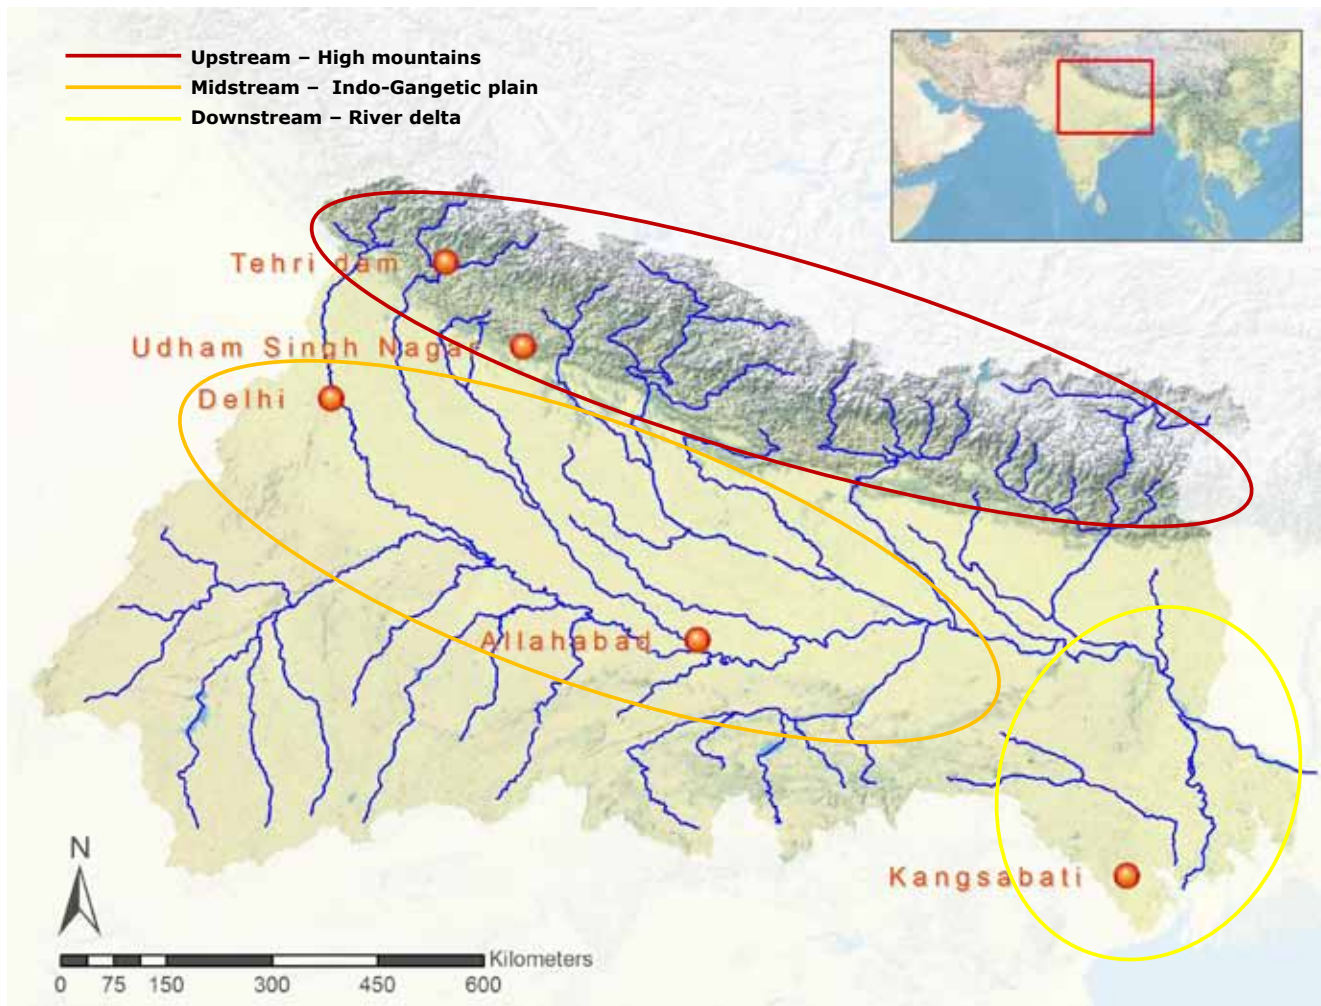 Upstream – High mountains
Midstream – Indo-Gangetic plain
Downstream – River delta
Tehri dam
Udham Singh Nagar
Delhi
Allahabad
Kangsabati
N
Kilometers
0 75 150 300 450 600